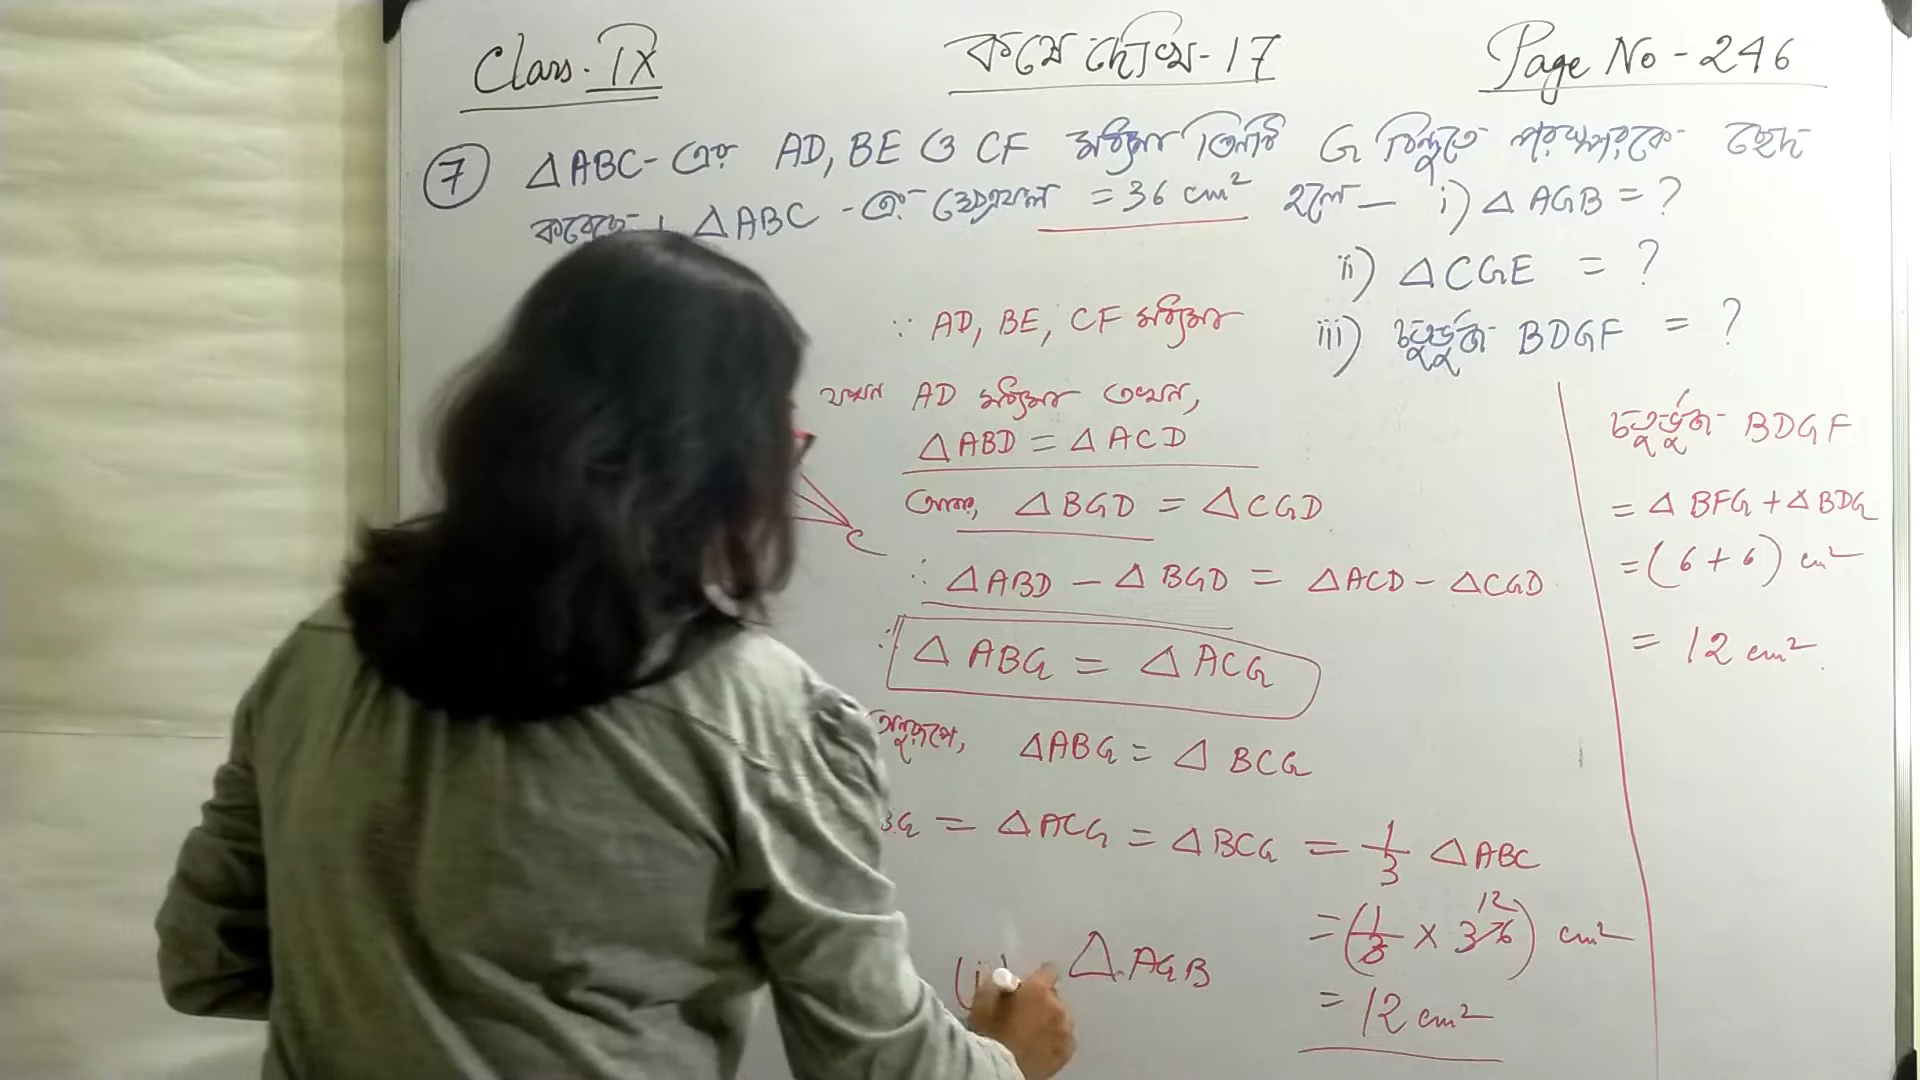 Class. IX
কষে দেখি - 17
Page No - 246
7 △ABC - এর AD, BE ও CF মধ্যমা তিনটি G বিন্দুতে পরস্পরকে ছেদ
করেছে। △ABC - এর ক্ষেত্রফল = 36 cm² হলে — i) △AGB = ?
ii) △CGE = ?
iii) চতুর্ভুজ BDGF = ?
∵ AD, BE, CF মধ্যমা
যখন AD মধ্যমা তখন,
△ABD = △ACD
△BGD = △CGD
∴ △ABD - △BGD = △ACD - △CGD
∴ △ABG = △ACG
অনুরূপে, △ABG = △BCG
BG = △ACG = △BCG = 1/3 △ABC
= (1/3 × 36) cm²
12
= 12 cm²
△AGB
C
চতুর্ভুজ BDGF
= △BFG + △BDG
= (6 + 6) cm²
= 12 cm².